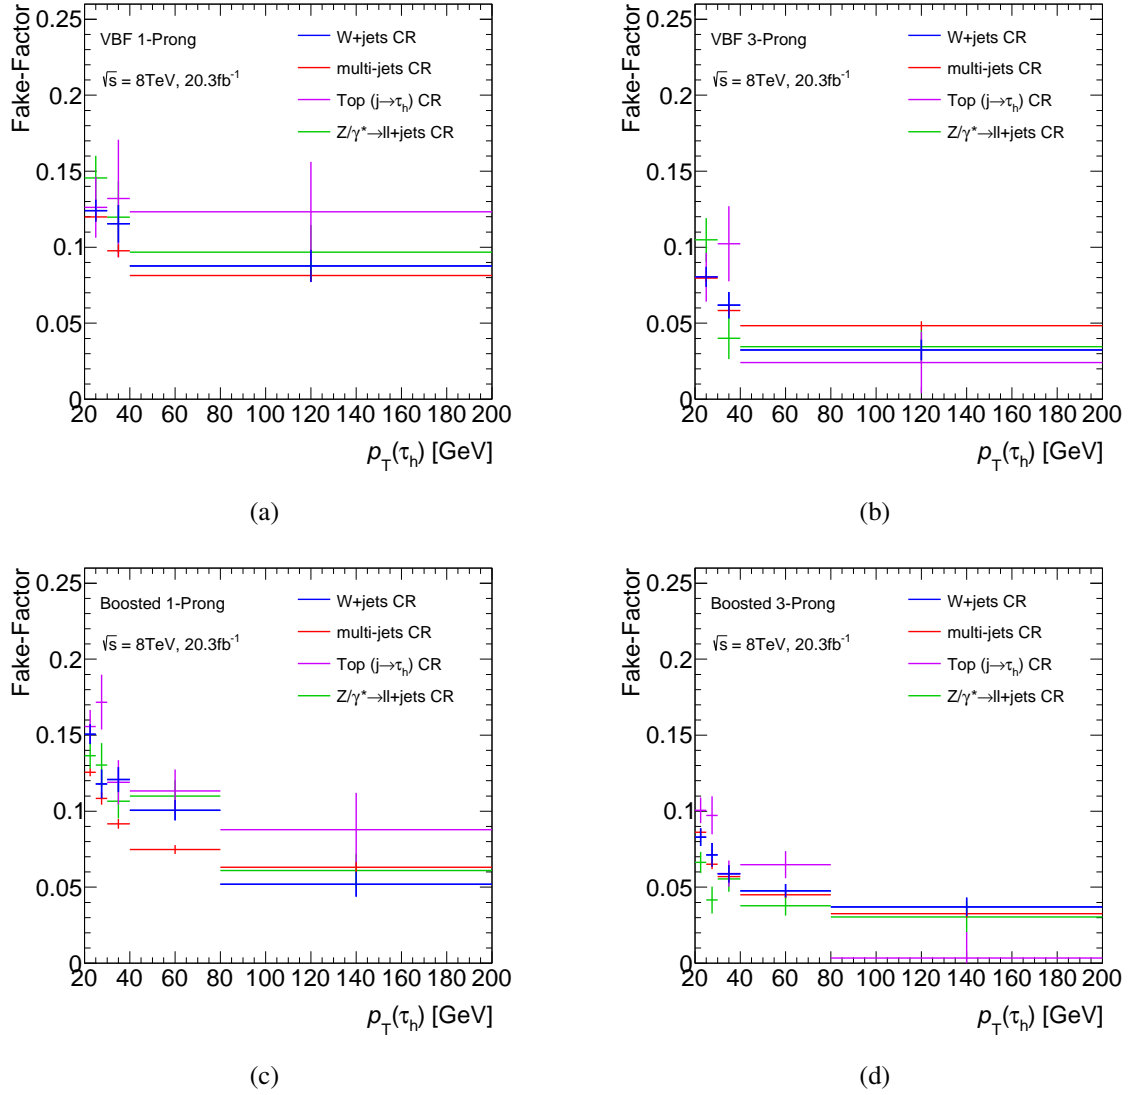 Fake-Factor
0.25
0.2
0.15
0.1
0.05
0
VBF 1-Prong
√s = 8TeV, 20.3fb⁻¹
W+jets CR
multi-jets CR
Top (j→τh) CR
Z/γ*→ll+jets CR
20 40 60 80 100 120 140 160 180 200
pT(τh) [GeV]
(a)
Fake-Factor
0.25
0.2
0.15
0.1
0.05
0
VBF 3-Prong
√s = 8TeV, 20.3fb⁻¹
W+jets CR
multi-jets CR
Top (j→τh) CR
Z/γ*→ll+jets CR
20 40 60 80 100 120 140 160 180 200
pT(τh) [GeV]
(b)
Fake-Factor
0.25
0.2
0.15
0.1
0.05
0
Boosted 1-Prong
√s = 8TeV, 20.3fb⁻¹
W+jets CR
multi-jets CR
Top (j→τh) CR
Z/γ*→ll+jets CR
20 40 60 80 100 120 140 160 180 200
pT(τh) [GeV]
(c)
Fake-Factor
0.25
0.2
0.15
0.1
0.05
0
Boosted 3-Prong
√s = 8TeV, 20.3fb⁻¹
W+jets CR
multi-jets CR
Top (j→τh) CR
Z/γ*→ll+jets CR
20 40 60 80 100 120 140 160 180 200
pT(τh) [GeV]
(d)